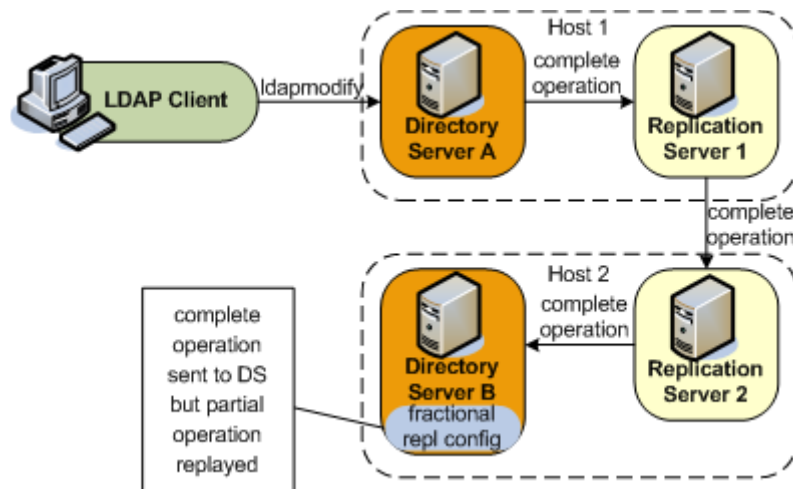 Host 1
LDAP Client
ldapmodify
Directory
Server A
complete
operation
Replication
Server 1
complete
operation
Host 2
Replication
Server 2
complete
operation
Directory
Server B
fractional
repl config
complete
operation
sent to DS
but partial
operation
replayed